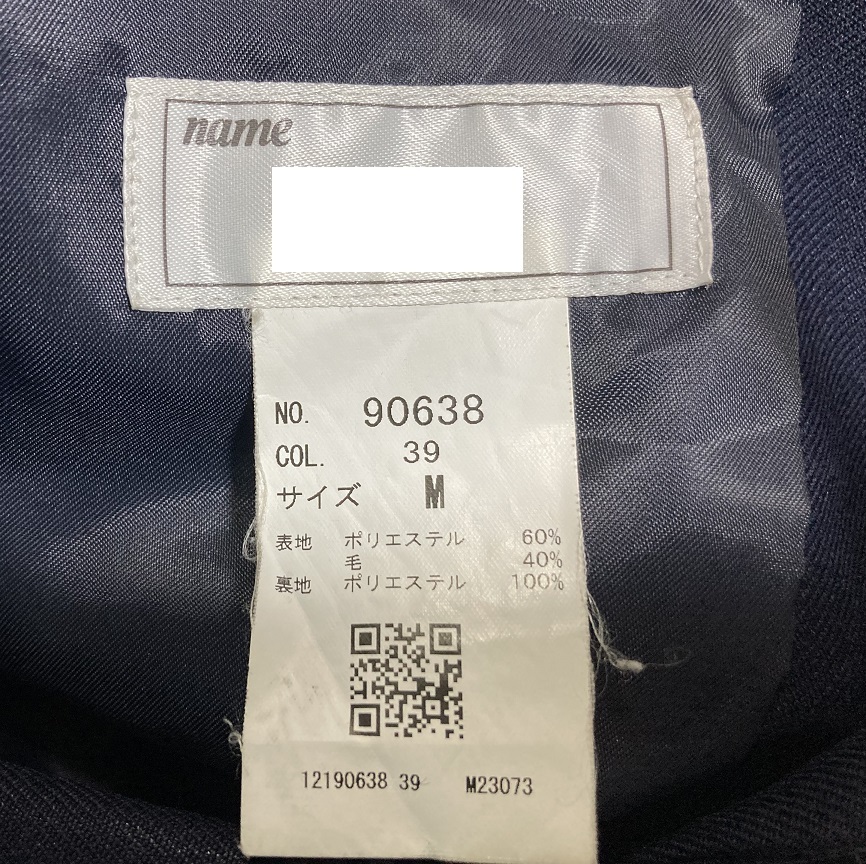 name
NO. 90638
COL. 39
サイズ M
表地 ポリエステル 60%
毛 40%
裏地 ポリエステル 100%
12190638 39 M23073